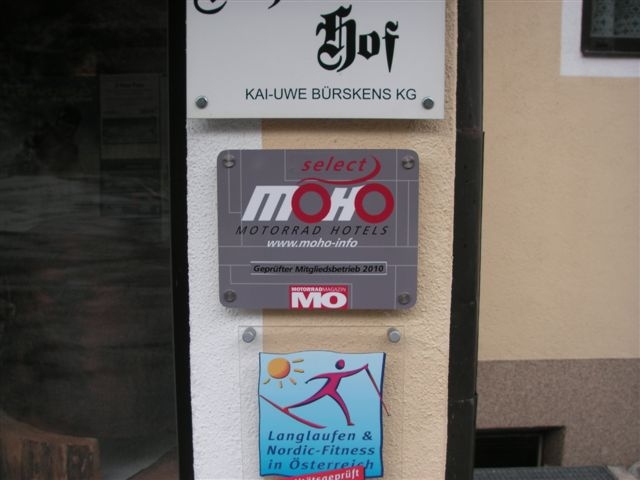 Hof
KAI-UWE BÜRSKENS KG
select
MOHO
MOTORRAD HOTELS
www.moho-info
Geprüfter Mitgliedsbetrieb 2010
MOTORRADMAGAZIN
MO
Langlaufen &
Nordic-Fitness
in Österreich